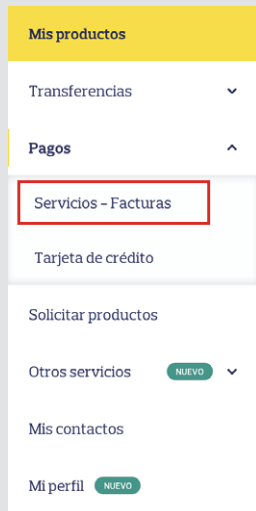 Mis productos
Transferencias
Pagos
Servicios – Facturas
Tarjeta de crédito
Solicitar productos
Otros servicios NUEVO
Mis contactos
Mi perfil NUEVO